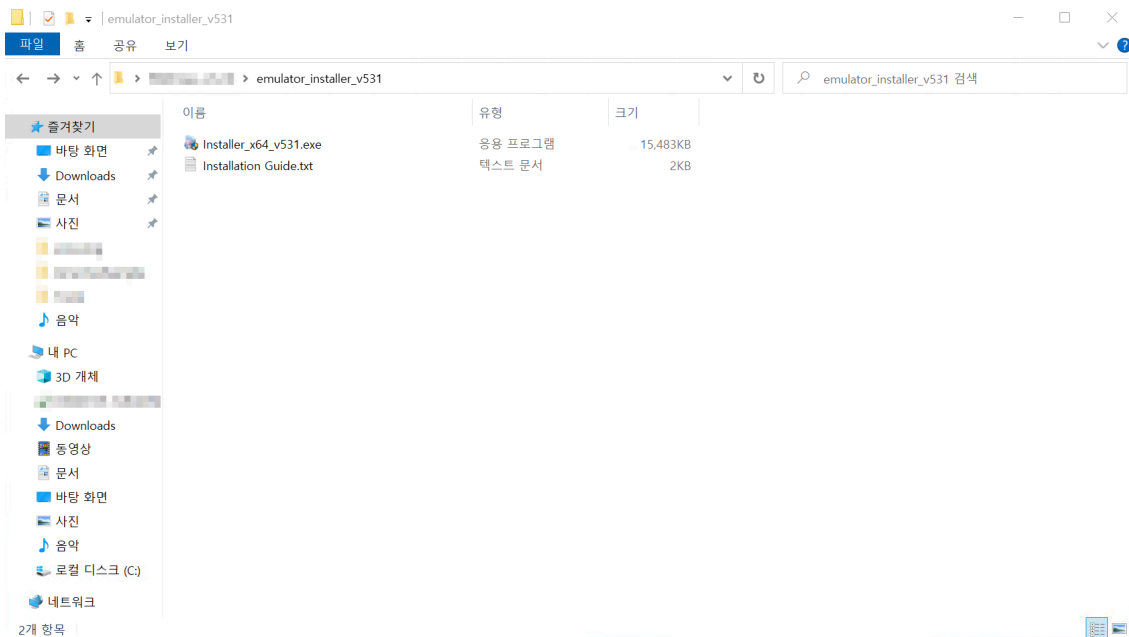 emulator_installer_v531
파일 홈 공유 보기
emulator_installer_v531
emulator_installer_v531 검색
이름 유형 크기
Installer_x64_v531.exe 응용 프로그램 15,483KB
Installation Guide.txt 텍스트 문서 2KB
즐겨찾기
바탕 화면
Downloads
문서
사진
음악
내 PC
3D 개체
Downloads
동영상
문서
바탕 화면
사진
음악
로컬 디스크 (C:)
네트워크
2개 항목